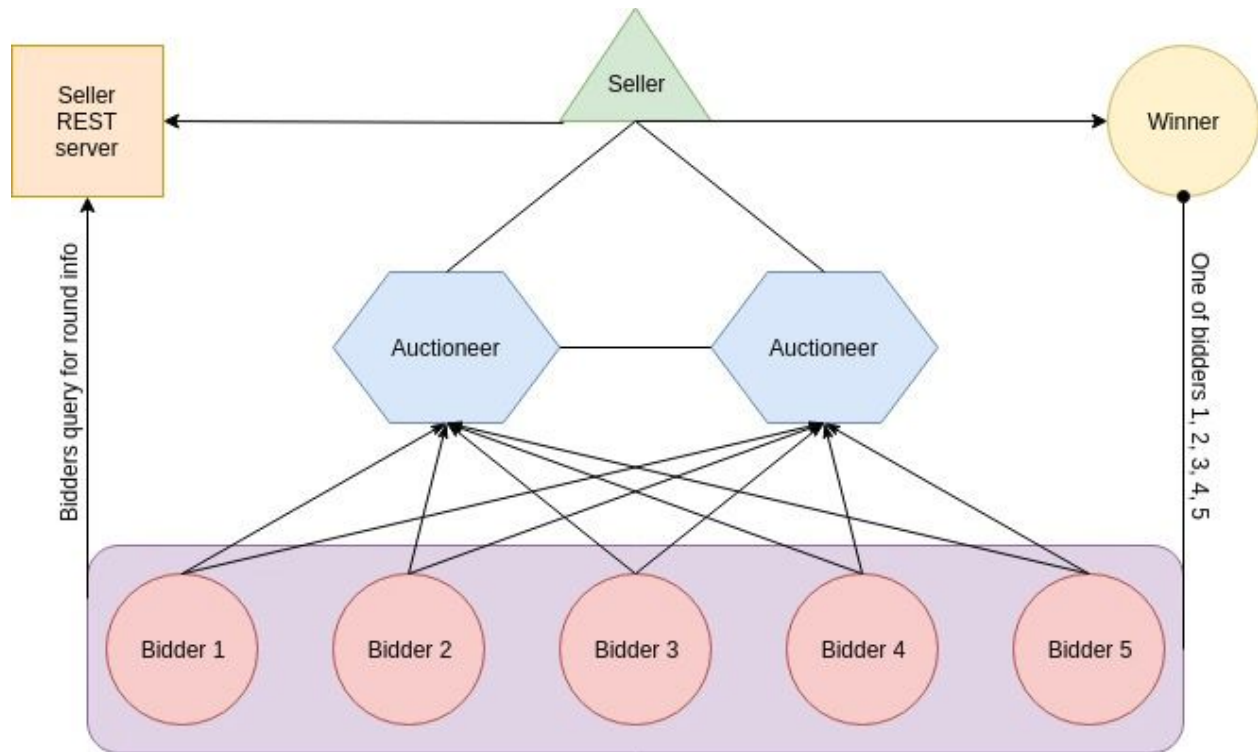 Seller
REST
server
Seller
Winner
Bidders query for round info
One of bidders 1, 2, 3, 4, 5
Auctioneer
Auctioneer
Bidder 1
Bidder 2
Bidder 3
Bidder 4
Bidder 5